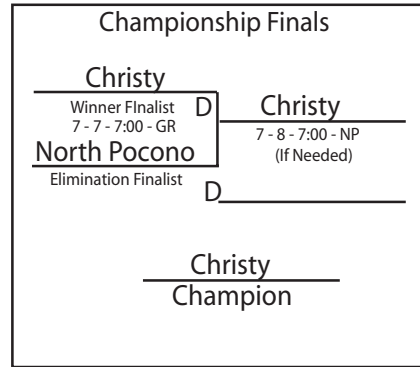 Championship Finals
Christy
Winner FInalist
7 - 7 - 7:00 - GR
D
North Pocono
Elimination Finalist
Christy
7 - 8 - 7:00 - NP
(If Needed)
D
Christy
Champion